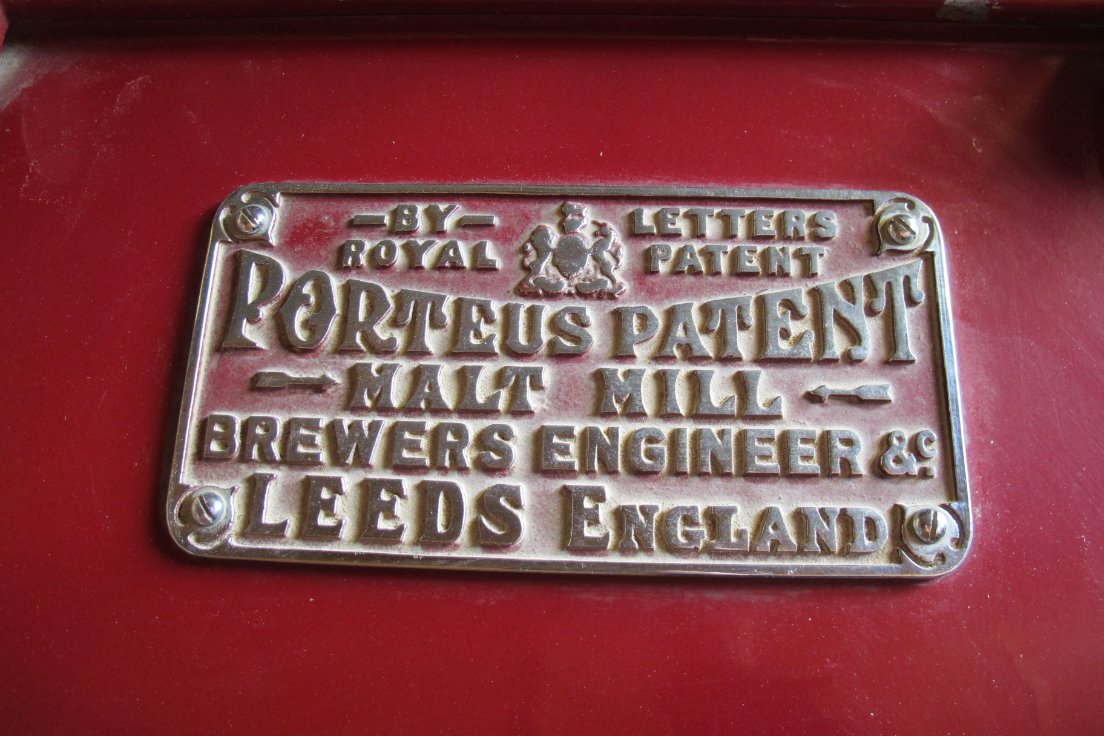 -BY- LETTERS
ROYAL PATENT
PORTEUS PATENT
MALT MILL
BREWERS ENGINEER &C.
LEEDS ENGLAND